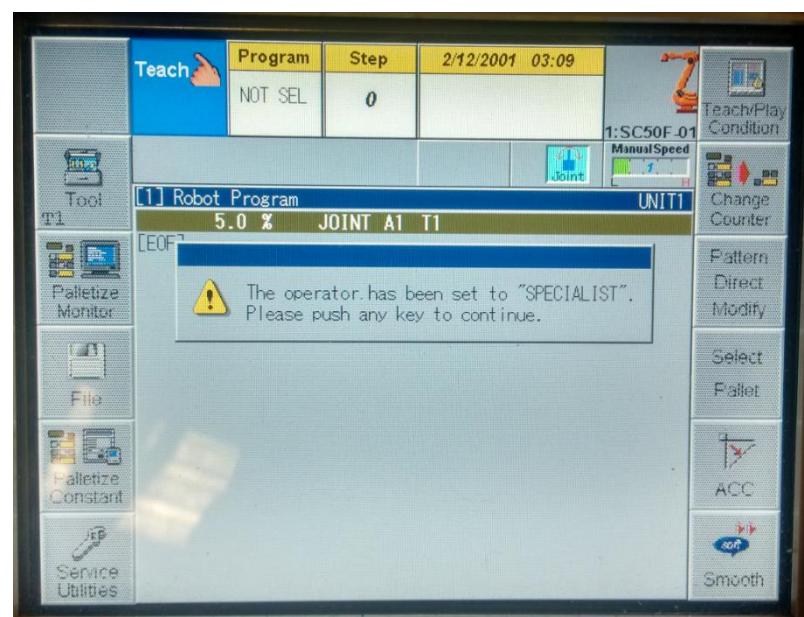 Teach
Program
Step
2/12/2001 03:09
NOT SEL
0
1:SC50F-01
Teach/Play
Condition
Joint
Manual Speed
1
L H
Tool
T1
[1] Robot Program UNIT1
5.0 % JOINT A1 T1
[EOF]
Change
Counter
Palletize
Monitor
The operator has been set to "SPECIALIST".
Please push any key to continue.
Pattern
Direct
Modify
File
Select
Pallet
Palletize
Constant
ACC
Service
Utilities
SOFT
Smooth